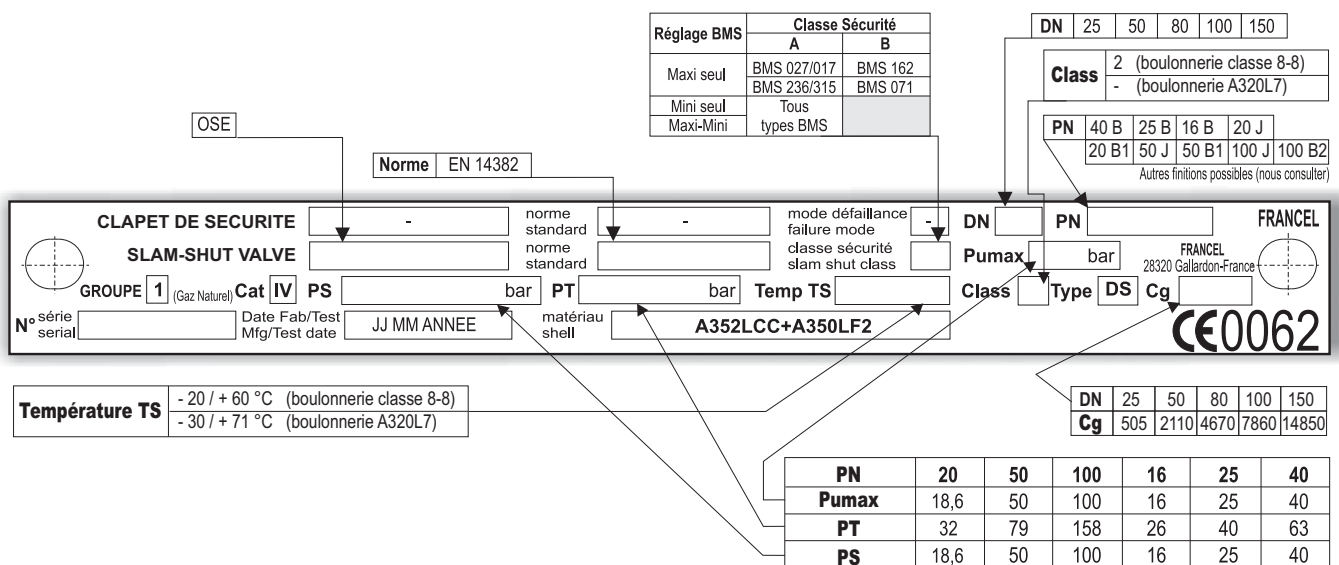 Réglage BMS Classe Sécurité
A B
Maxi seul BMS 027/017 BMS 162
BMS 236/315 BMS 071
Mini seul Tous
Maxi-Mini types BMS
DN 25 50 80 100 150
Class 2 (boulonnerie classe 8-8)
- (boulonnerie A320L7)
PN 40 B 25 B 16 B 20 J
20 B1 50 J 50 B1 100 J 100 B2
Autres finitions possibles (nous consulter)
OSE
Norme EN 14382
CLAPET DE SECURITE - norme - mode défaillance - DN PN FRANCEL
standard failure mode
SLAM-SHUT VALVE norme classe sécurité Pumax bar FRANCEL
standard slam shut class 28320 Gallardon-France
GROUPE 1 (Gaz Naturel) Cat IV PS bar PT bar Temp TS Class Type DS Cg
N° série Date Fab/Test JJ MM ANNEE matériau A352LCC+A350LF2 CE0062
serial Mfg/Test date shell
Température TS - 20 / + 60 °C (boulonnerie classe 8-8)
- 30 / + 71 °C (boulonnerie A320L7)
DN 25 50 80 100 150
Cg 505 2110 4670 7860 14850
PN 20 50 100 16 25 40
Pumax 18,6 50 100 16 25 40
PT 32 79 158 26 40 63
PS 18,6 50 100 16 25 40